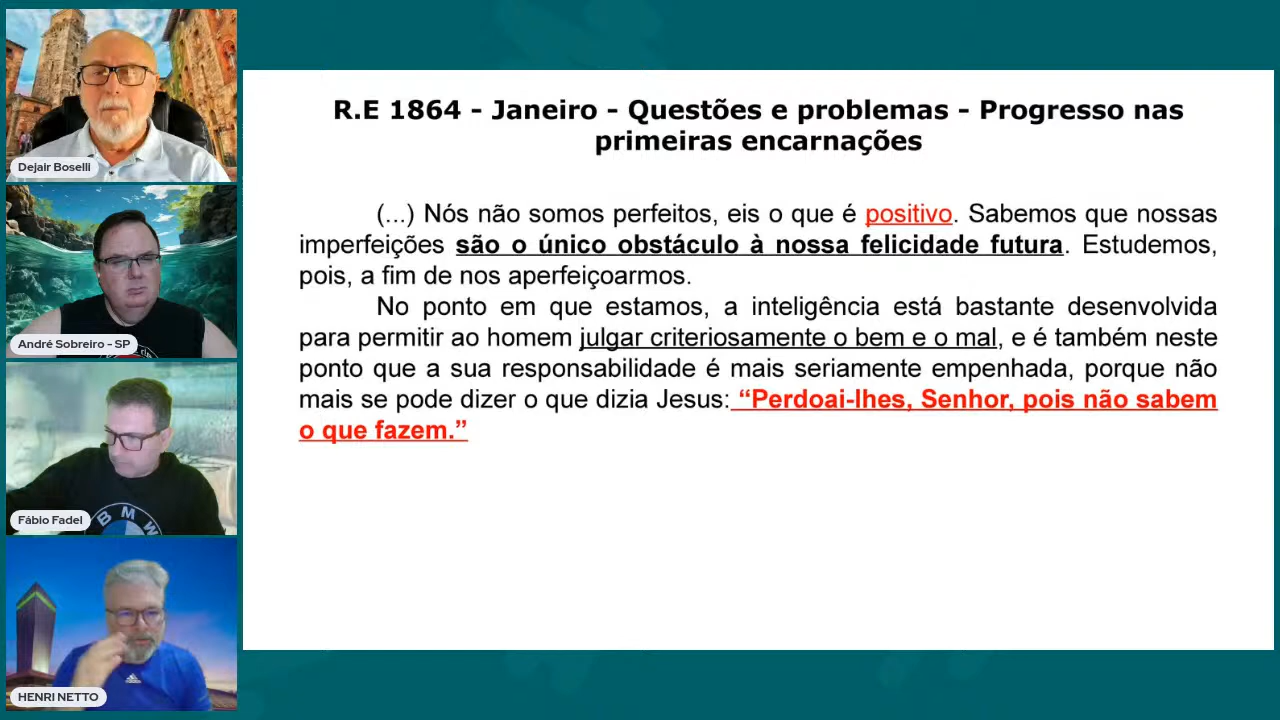 Dejair Boselli
André Sobreiro - SP
Fábio Fadel
BMW
HENRI NETTO
R.E 1864 - Janeiro - Questões e problemas - Progresso nas
primeiras encarnações
(...) Nós não somos perfeitos, eis o que é positivo. Sabemos que nossas
imperfeições são o único obstáculo à nossa felicidade futura. Estudemos,
pois, a fim de nos aperfeiçoarmos.
No ponto em que estamos, a inteligência está bastante desenvolvida
para permitir ao homem julgar criteriosamente o bem e o mal, e é também neste
ponto que a sua responsabilidade é mais seriamente empenhada, porque não
mais se pode dizer o que dizia Jesus: “Perdoai-lhes, Senhor, pois não sabem
o que fazem.”